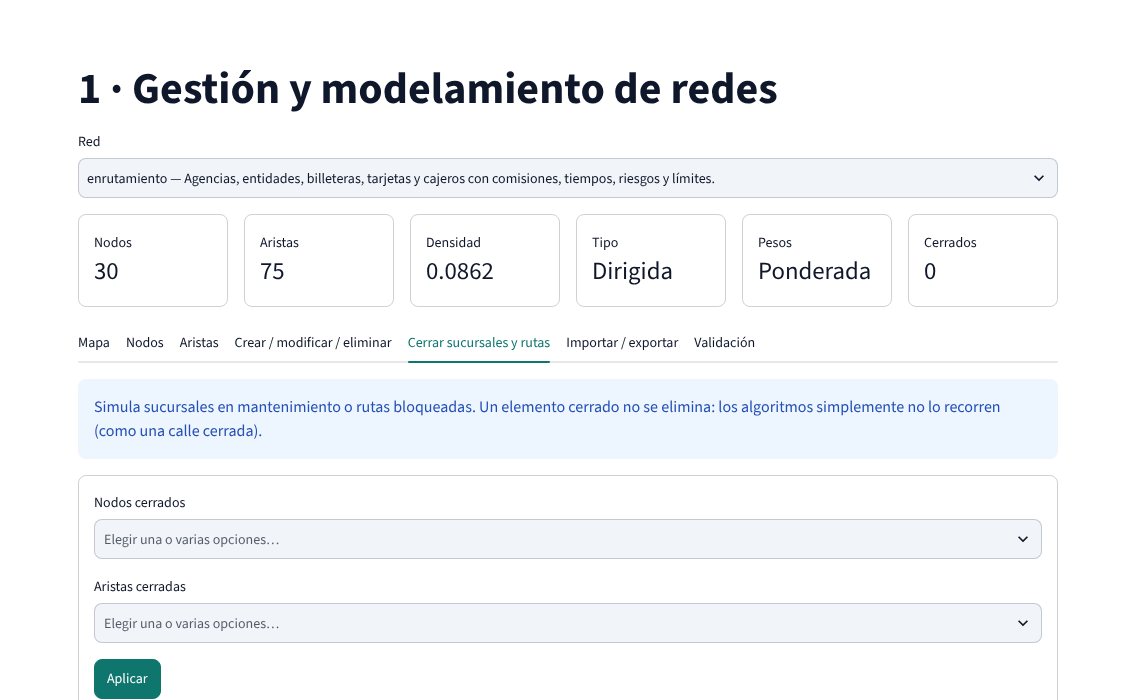 1 · Gestión y modelamiento de redes
Red
enrutamiento — Agencias, entidades, billeteras, tarjetas y cajeros con comisiones, tiempos, riesgos y límites.
Nodos
30
Aristas
75
Densidad
0.0862
Tipo
Dirigida
Pesos
Ponderada
Cerrados
0
Mapa
Nodos
Aristas
Crear / modificar / eliminar
Cerrar sucursales y rutas
Importar / exportar
Validación
Simula sucursales en mantenimiento o rutas bloqueadas. Un elemento cerrado no se elimina: los algoritmos simplemente no lo recorren
(como una calle cerrada).
Nodos cerrados
Elegir una o varias opciones…
Aristas cerradas
Elegir una o varias opciones…
Aplicar